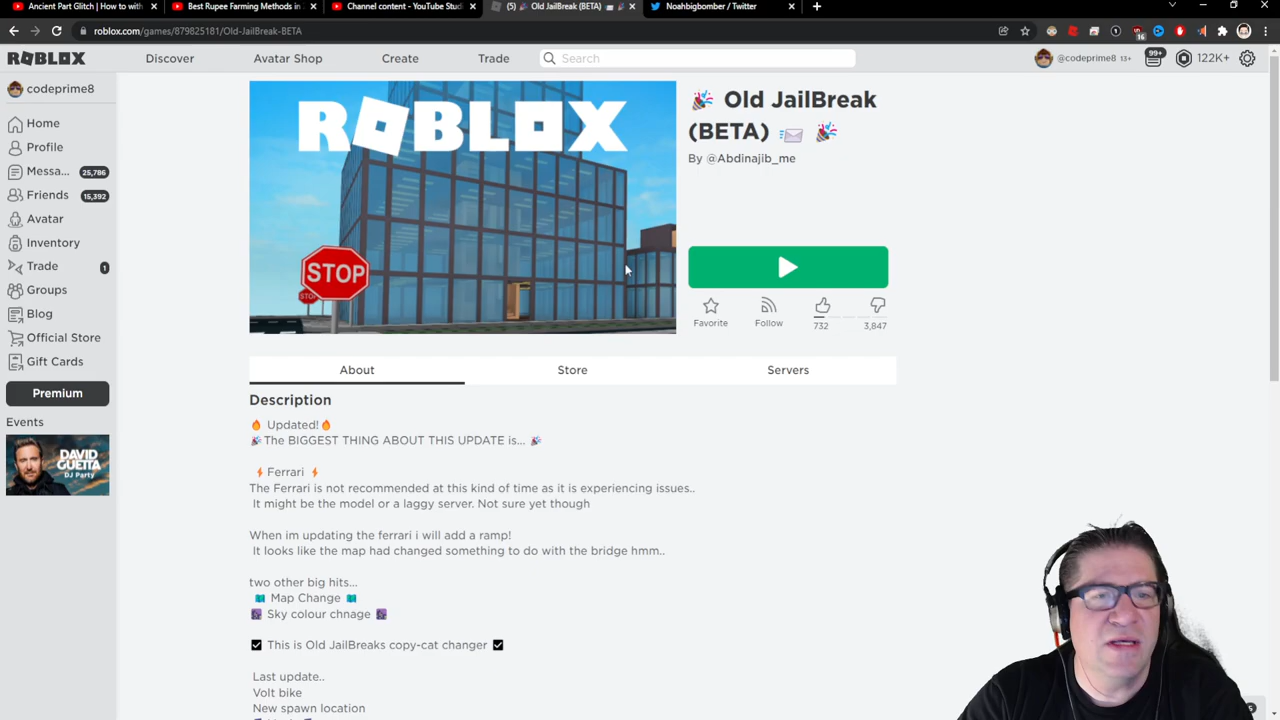 Ancient Part Glitch | How to with
Best Rupee Farming Methods in Z
Channel content - YouTube Studi
(5) Old JailBreak (BETA)
Noahbigbomber / Twitter
roblox.com/games/879825181/Old-JailBreak-BETA
16
ROBLOX
Discover
Avatar Shop
Create
Trade
Search
@codeprime8 13+
99+
122K+
codeprime8
Home
Profile
Messa... 25,786
Friends 15,392
Avatar
Inventory
Trade 1
Groups
Blog
Official Store
Gift Cards
Premium
Events
DAVID GUETTA
DJ Party
ROBLOX
STOP
STOP
🎉 Old JailBreak
(BETA) 📨 🎉
By @Abdinajib_me
Favorite
Follow
732
3,847
About
Store
Servers
Description
🔥 Updated!🔥
🎉The BIGGEST THING ABOUT THIS UPDATE is... 🎉
⚡Ferrari ⚡
The Ferrari is not recommended at this kind of time as it is experiencing issues..
It might be the model or a laggy server. Not sure yet though
When im updating the ferrari i will add a ramp!
It looks like the map had changed something to do with the bridge hmm..
two other big hits...
Map Change
Sky colour chnage
☑ This is Old JailBreaks copy-cat changer ☑
Last update..
Volt bike
New spawn location